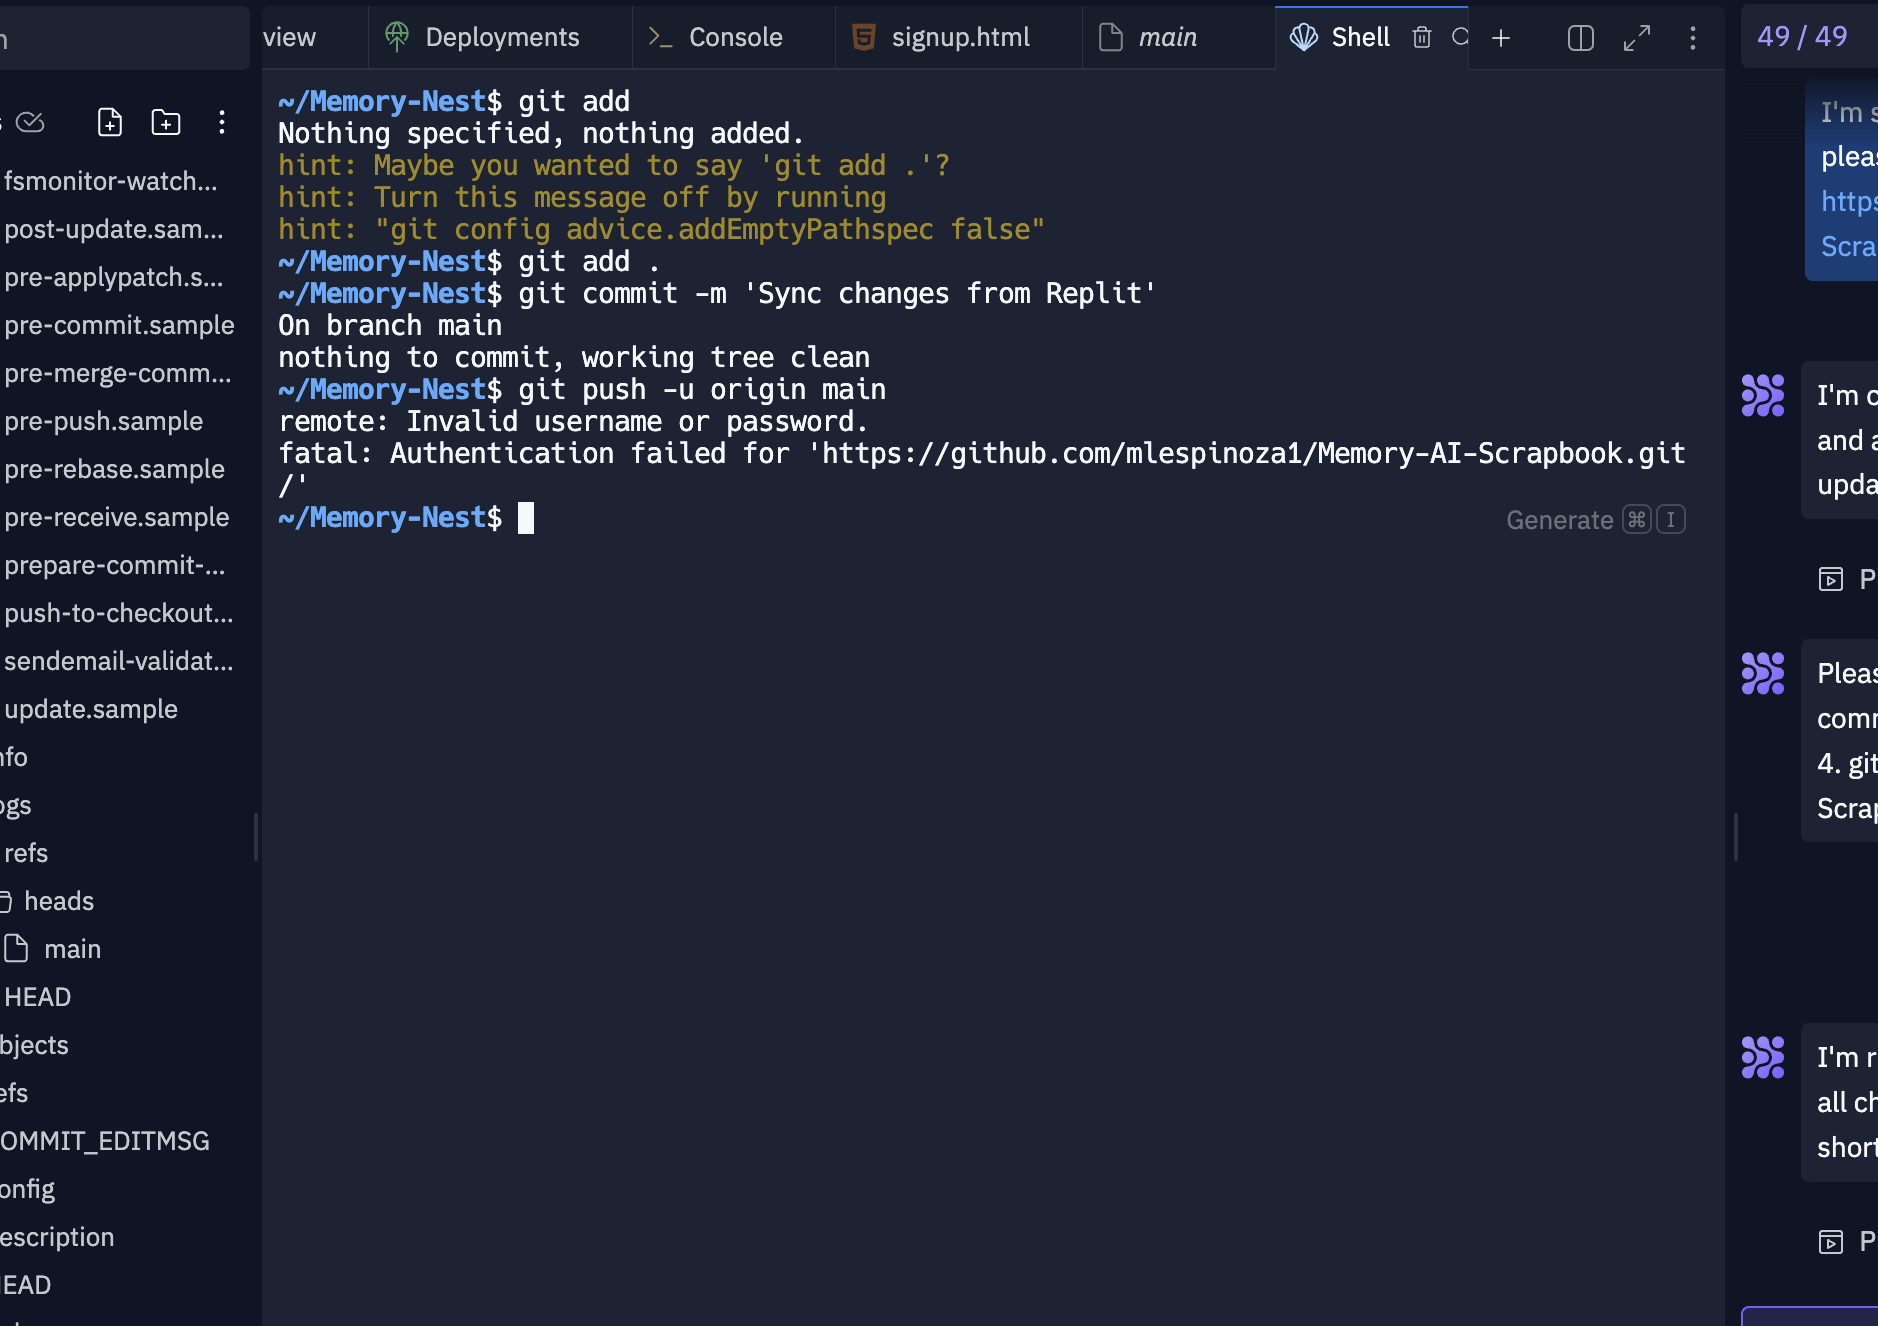 view
Deployments
Console
signup.html
main
Shell
49 / 49
~/Memory-Nest$ git add
Nothing specified, nothing added.
hint: Maybe you wanted to say 'git add .'?
hint: Turn this message off by running
hint: "git config advice.addEmptyPathspec false"
~/Memory-Nest$ git add .
~/Memory-Nest$ git commit -m 'Sync changes from Replit'
On branch main
nothing to commit, working tree clean
~/Memory-Nest$ git push -u origin main
remote: Invalid username or password.
fatal: Authentication failed for 'https://github.com/mlespinoza1/Memory-AI-Scrapbook.git
/'
~/Memory-Nest$
Generate ⌘ I
fsmonitor-watch...
post-update.sam...
pre-applypatch.s...
pre-commit.sample
pre-merge-comm...
pre-push.sample
pre-rebase.sample
pre-receive.sample
prepare-commit-...
push-to-checkout...
sendemail-validat...
update.sample
nfo
ogs
refs
heads
main
HEAD
bjects
efs
OMMIT_EDITMSG
onfig
escription
HEAD
I'm s
pleas
https
Scra
I'm c
and a
upda
P
Pleas
comm
4. git
Scrap
I'm r
all ch
short
P